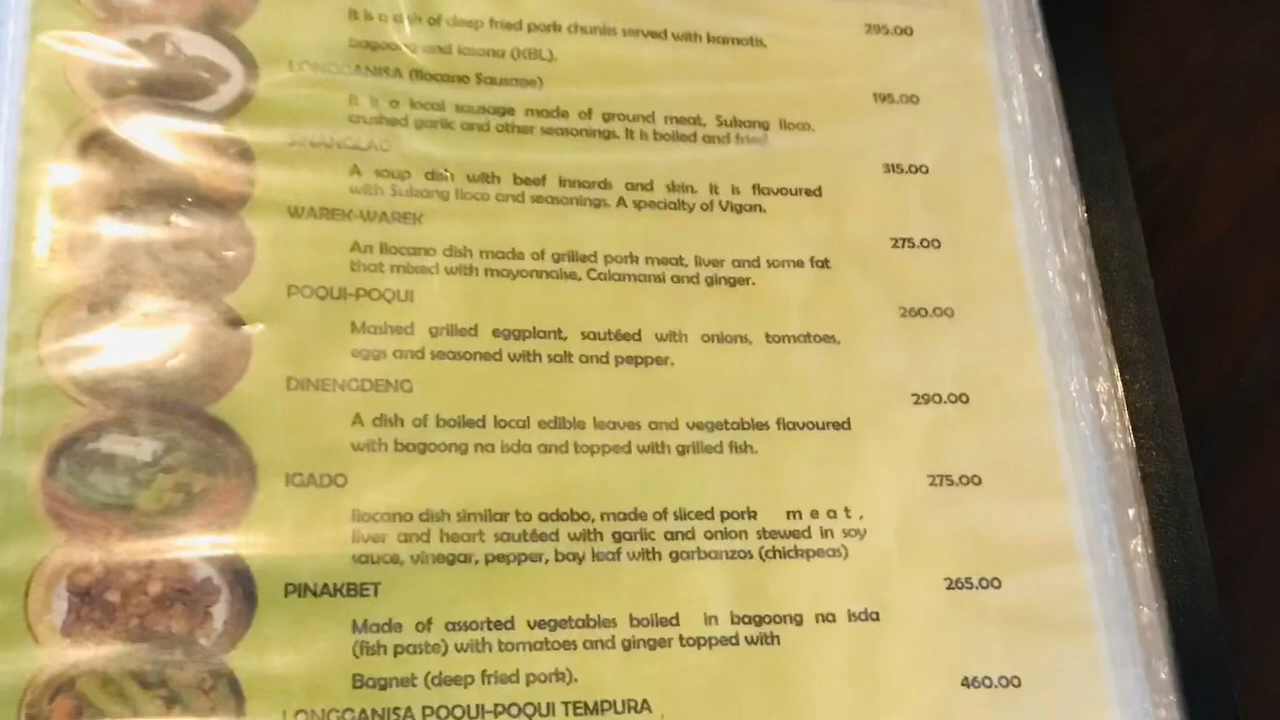 It is a dish of deep fried pork chunks served with kamatis, 295.00
bagoong and lasona (KBL).
LONGGANISA (Ilocano Sausage) 195.00
It is a local sausage made of ground meat, Sukang Iloco,
crushed garlic and other seasonings. It is boiled and fried
SINANGLAO 315.00
A soup dish with beef innards and skin. It is flavoured
with Sukang Iloco and seasonings. A specialty of Vigan.
WAREK-WAREK 275.00
An Ilocano dish made of grilled pork meat, liver and some fat
that mixed with mayonnaise, Calamansi and ginger.
POQUI-POQUI 260.00
Mashed grilled eggplant, sautéed with onions, tomatoes,
eggs and seasoned with salt and pepper.
DINENGDENG 290.00
A dish of boiled local edible leaves and vegetables flavoured
with bagoong na isda and topped with grilled fish.
IGADO 275.00
Ilocano dish similar to adobo, made of sliced pork meat,
liver and heart sautéed with garlic and onion stewed in soy
sauce, vinegar, pepper, bay leaf with garbanzos (chickpeas)
PINAKBET 265.00
Made of assorted vegetables boiled in bagoong na isda
(fish paste) with tomatoes and ginger topped with
Bagnet (deep fried pork).
LONGGANISA POQUI-POQUI TEMPURA 460.00